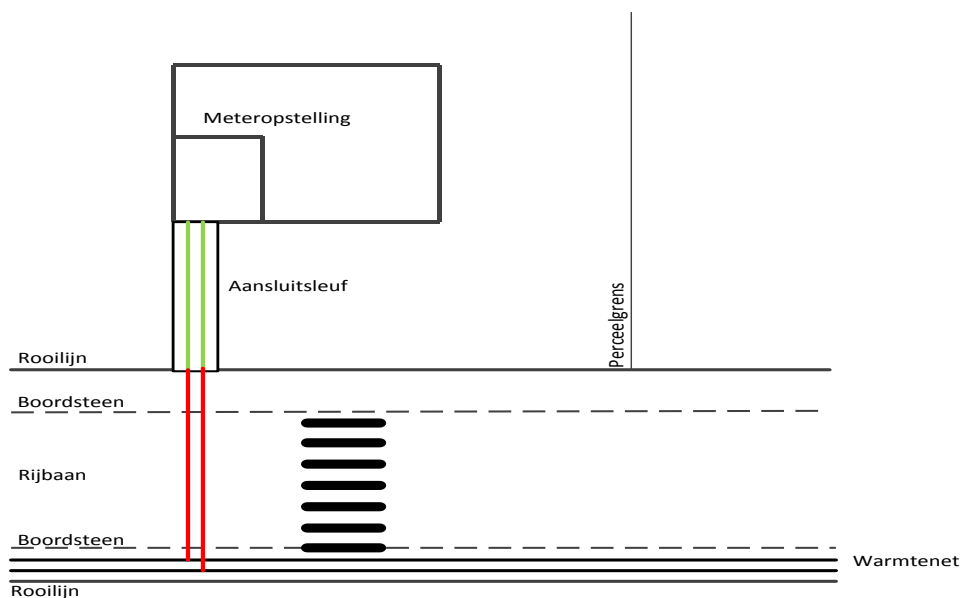 Meteropstelling
Aansluitsleuf
Perceelgrens
Rooilijn
Boordsteen
Rijbaan
Boordsteen
Warmtenet
Rooilijn